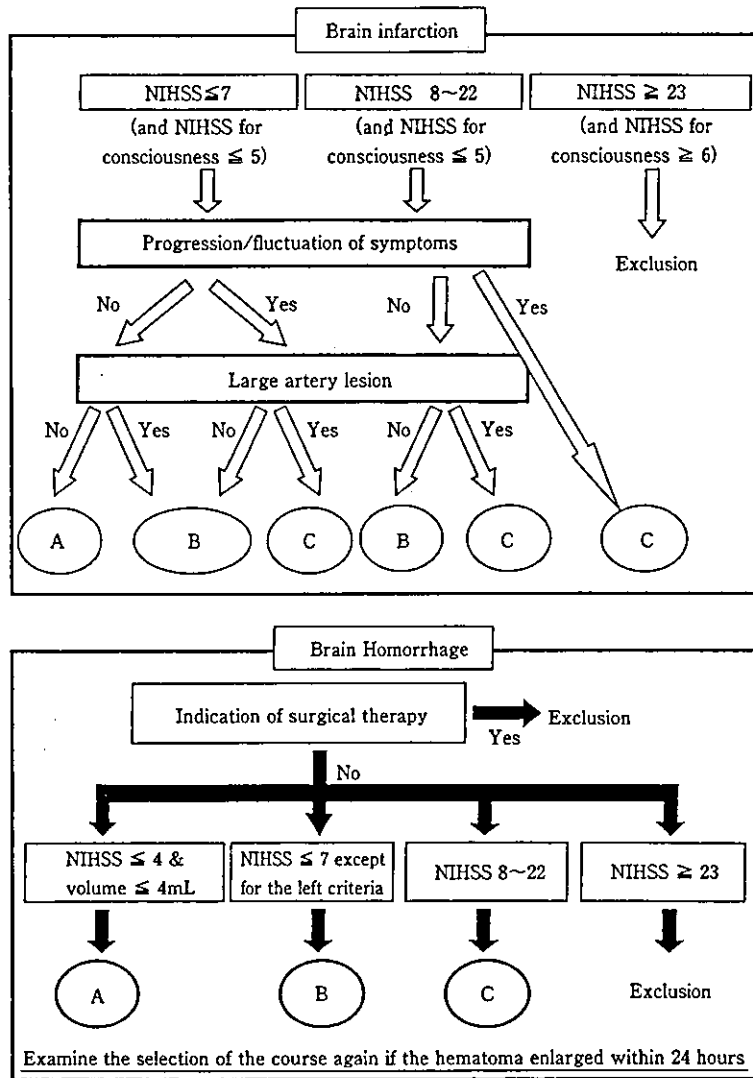 Brain infarction
NIHSS≦7
(and NIHSS for
consciousness ≦ 5)
NIHSS 8~22
(and NIHSS for
consciousness ≦ 5)
NIHSS ≧ 23
(and NIHSS for
consciousness ≧ 6)
Progression/fluctuation of symptoms
Exclusion
No
Yes
No
Yes
Large artery lesion
No
Yes
No
Yes
No
Yes
A
B
C
B
C
C
Brain Homorrhage
Indication of surgical therapy
Yes
Exclusion
No
NIHSS ≦ 4 &
volume ≦ 4mL
NIHSS ≦ 7 except
for the left criteria
NIHSS 8~22
NIHSS ≧ 23
A
B
C
Exclusion
Examine the selection of the course again if the hematoma enlarged within 24 hours